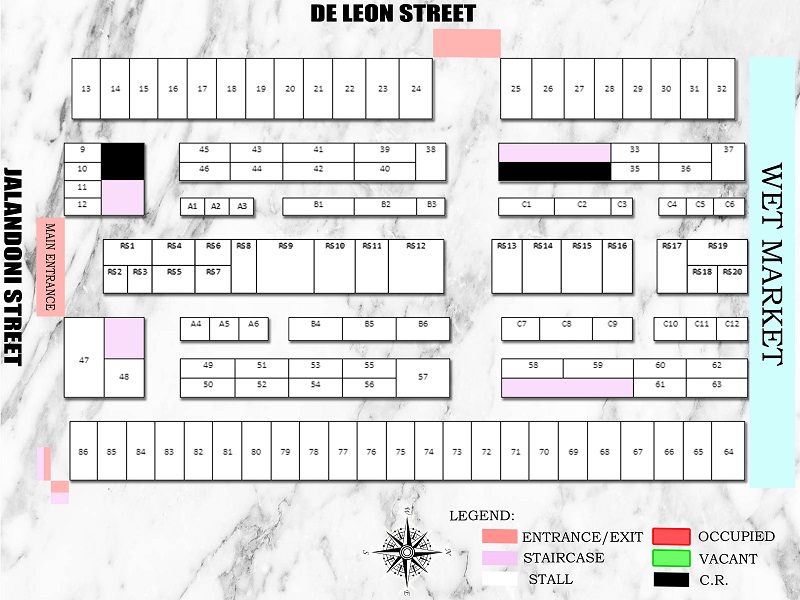 DE LEON STREET
13 14 15 16 17 18 19 20 21 22 23 24
25 26 27 28 29 30 31 32
9
10
11
12
45 43 41 39 38
46 44 42 40
33 37
35 36
A1 A2 A3
B1 B2 B3
C1 C2 C3
C4 C5 C6
JALANDONI STREET
MAIN ENTRANCE
WET MARKET
RS1 RS4 RS6 RS8 RS9 RS10 RS11 RS12
RS2 RS3 RS5 RS7
RS13 RS14 RS15 RS16
RS17 RS19
RS18 RS20
47
48
A4 A5 A6
B4 B5 B6
C7 C8 C9
C10 C11 C12
49 51 53 55 57
50 52 54 56
58 59 60 62
61 63
86 85 84 83 82 81 80 79 78 77 76 75 74 73 72 71 70 69 68 67 66 65 64
LEGEND:
ENTRANCE/EXIT
STAIRCASE
STALL
OCCUPIED
VACANT
C.R.